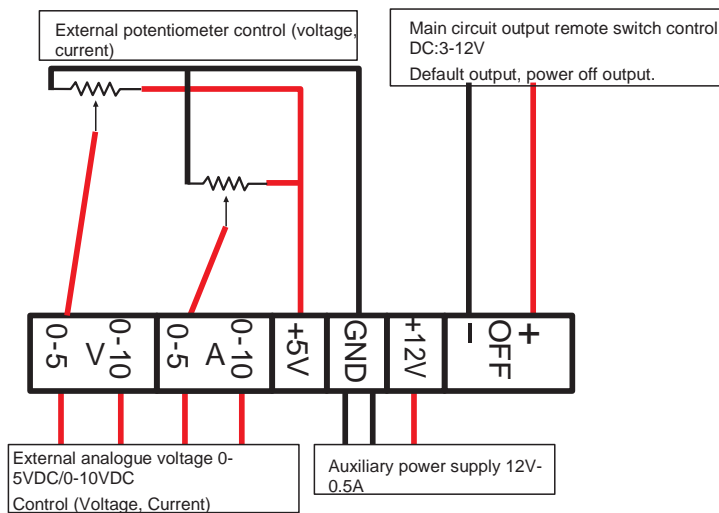 External potentiometer control (voltage,
current)
Main circuit output remote switch control
DC:3-12V
Default output, power off output.
0-5
V
0-10
0-5
A
0-10
+5V
GND
+12V
-
OFF
+
External analogue voltage 0-
5VDC/0-10VDC
Control (Voltage, Current)
Auxiliary power supply 12V-
0.5A